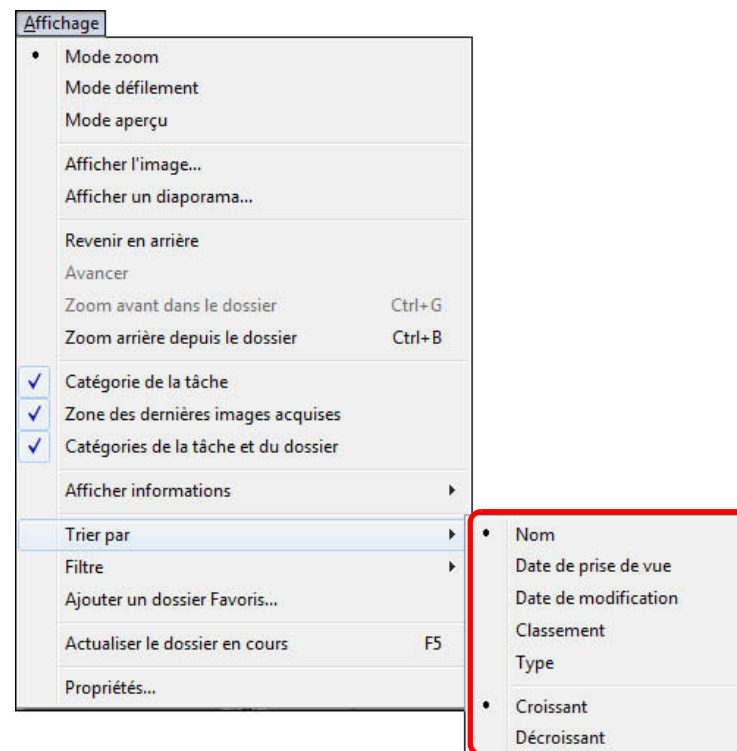 Affichage
Mode zoom
Mode défilement
Mode aperçu
Afficher l'image...
Afficher un diaporama...
Revenir en arrière
Avancer
Zoom avant dans le dossier Ctrl+G
Zoom arrière depuis le dossier Ctrl+B
Catégorie de la tâche
Zone des dernières images acquises
Catégories de la tâche et du dossier
Afficher informations
Trier par
Filtre
Ajouter un dossier Favoris...
Actualiser le dossier en cours F5
Propriétés...
Nom
Date de prise de vue
Date de modification
Classement
Type
Croissant
Décroissant